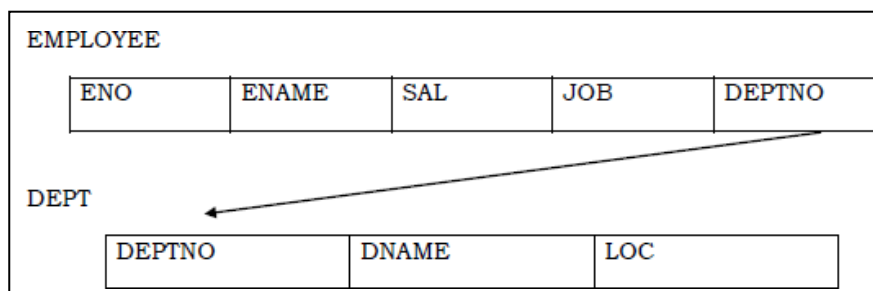 EMPLOYEE
ENO ENAME SAL JOB DEPTNO
DEPT
DEPTNO DNAME LOC